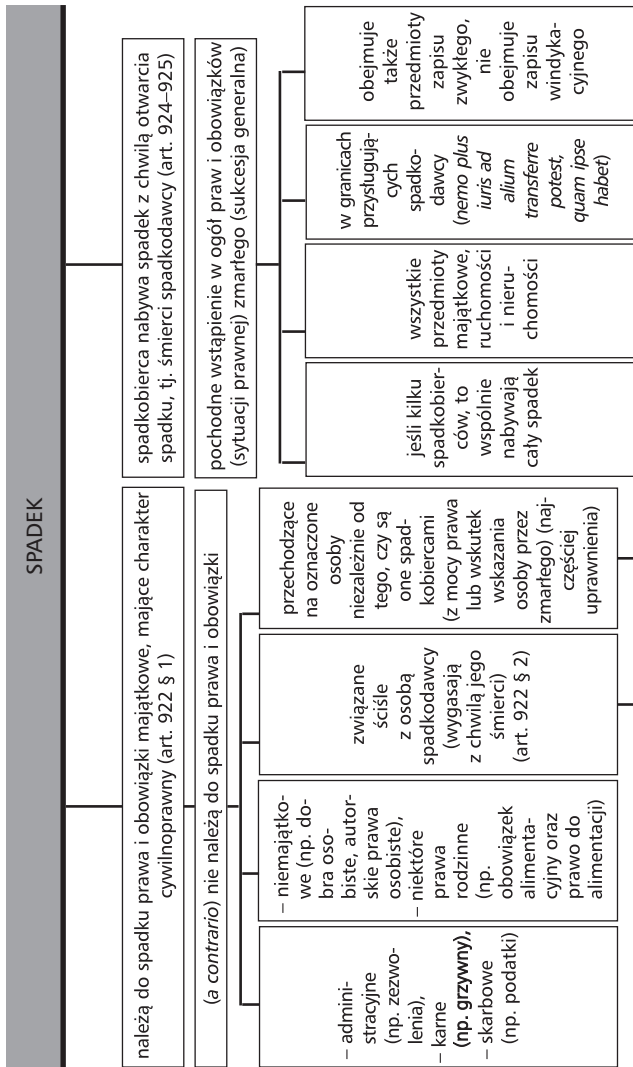 SPADEK
należą do spadku prawa i obowiązki majątkowe, mające charakter
cywilnoprawny (art. 922 § 1)
(a contrario) nie należą do spadku prawa i obowiązki
– admini-
stracyjne
(np. zezwo-
lenia),
– karne
(np. grzywny),
– skarbowe
(np. podatki)
– niemajątko-
we (np. do-
bra oso-
biste, autor-
skie prawa
osobiste),
– niektóre
prawa
rodzinne
(np.
obowiązek
alimenta-
cyjny oraz
prawo do
alimentacji)
związane
ściśle
z osobą
spadkodawcy
(wygasają
z chwilą jego
śmierci)
(art. 922 § 2)
przechodzące
na oznaczone
osoby
niezależnie od
tego, czy są
one spad-
kobiercami
(z mocy prawa
lub wskutek
wskazania
osoby przez
zmarłego) (naj-
częściej
uprawnienia)
spadkobierca nabywa spadek z chwilą otwarcia
spadku, tj. śmierci spadkodawcy (art. 924–925)
pochodne wstąpienie w ogół praw i obowiązków
(sytuacji prawnej) zmarłego (sukcesja generalna)
jeśli kilku
spadkobier-
ców, to
wspólnie
nabywają
cały spadek
wszystkie
przedmioty
majątkowe,
ruchomości
i nieru-
chomości
w granicach
przysługują-
cych
spadko-
dawcy
(nemo plus
iuris ad
alium
transferre
potest,
quam ipse
habet)
obejmuje
także
przedmioty
zapisu
zwykłego,
nie
obejmuje
zapisu
windyka-
cyjnego